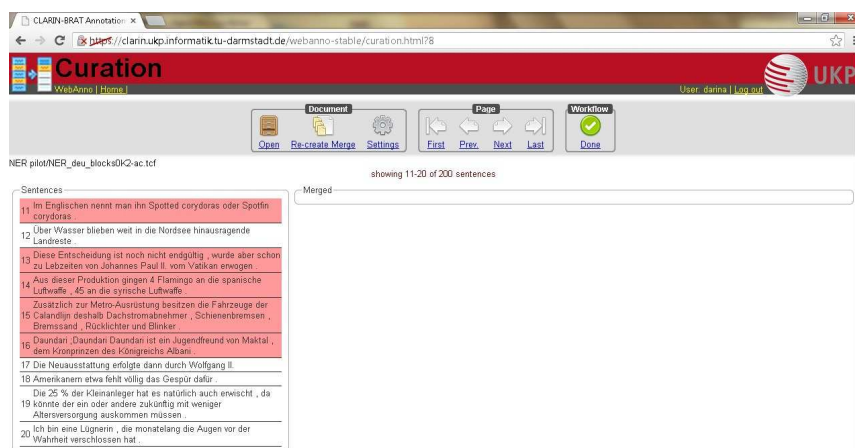 CLARIN-BRAT Annotation ×
https://clarin.ukp.informatik.tu-darmstadt.de/webanno-stable/curation.html?8
Curation
WebAnno | Home |
User: darina | Log out
UKP
Document
Page
Workflow
Open Re-create Merge Settings First Prev. Next Last Done
NER pilot/NER_deu_blocks0K2-ac.tcf
showing 11-20 of 200 sentences
Sentences
Merged
11 Im Englischen nennt man ihn Spotted corydoras oder Spotfin
corydoras .
12 Über Wasser blieben weit in die Nordsee hinausragende
Landreste .
13 Diese Entscheidung ist noch nicht endgültig , wurde aber schon
zu Lebzeiten von Johannes Paul II. vom Vatikan erwogen .
14 Aus dieser Produktion gingen 4 Flamingo an die spanische
Luftwaffe , 45 an die syrische Luftwaffe .
Zusätzlich zur Metro-Ausrüstung besitzen die Fahrzeuge der
15 Calandlijn deshalb Dachstromabnehmer , Schienenbremsen ,
Bremssand , Rücklichter und Blinker .
16 Daundari ,Daundari Daundari ist ein Jugendfreund von Maktal ,
dem Kronprinzen des Königreichs Albani .
17 Die Neuausstattung erfolgte dann durch Wolfgang II.
18 Amerikanern etwa fehlt völlig das Gespür dafür .
Die 25 % der Kleinanleger hat es natürlich auch erwischt , da
19 könnte der ein oder andere zukünftig mit weniger
Altersversorgung auskommen müssen .
20 Ich bin eine Lügnerin , die monatelang die Augen vor der
Wahrheit verschlossen hat .